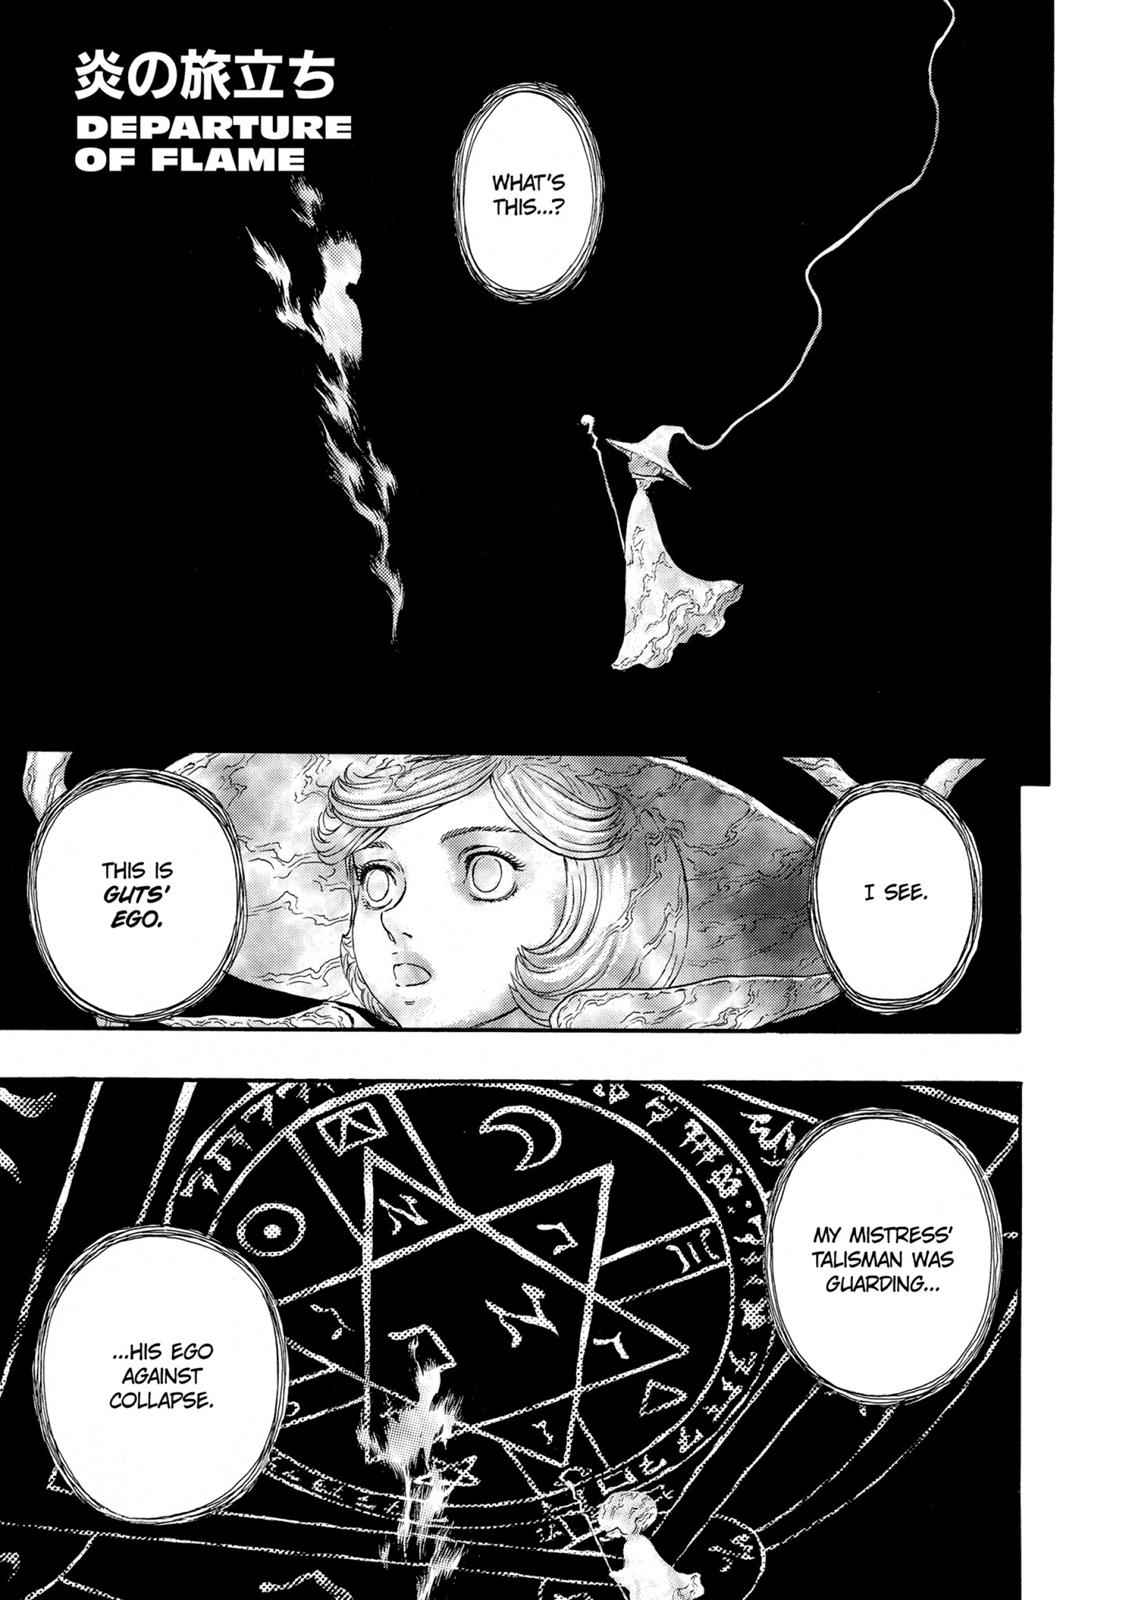 炎の旅立ち
DEPARTURE
OF FLAME
WHAT'S
THIS...?
I SEE.
THIS IS
GUTS'
EGO.
MY MISTRESS'
TALISMAN WAS
GUARDING...
...HIS EGO
AGAINST
COLLAPSE.